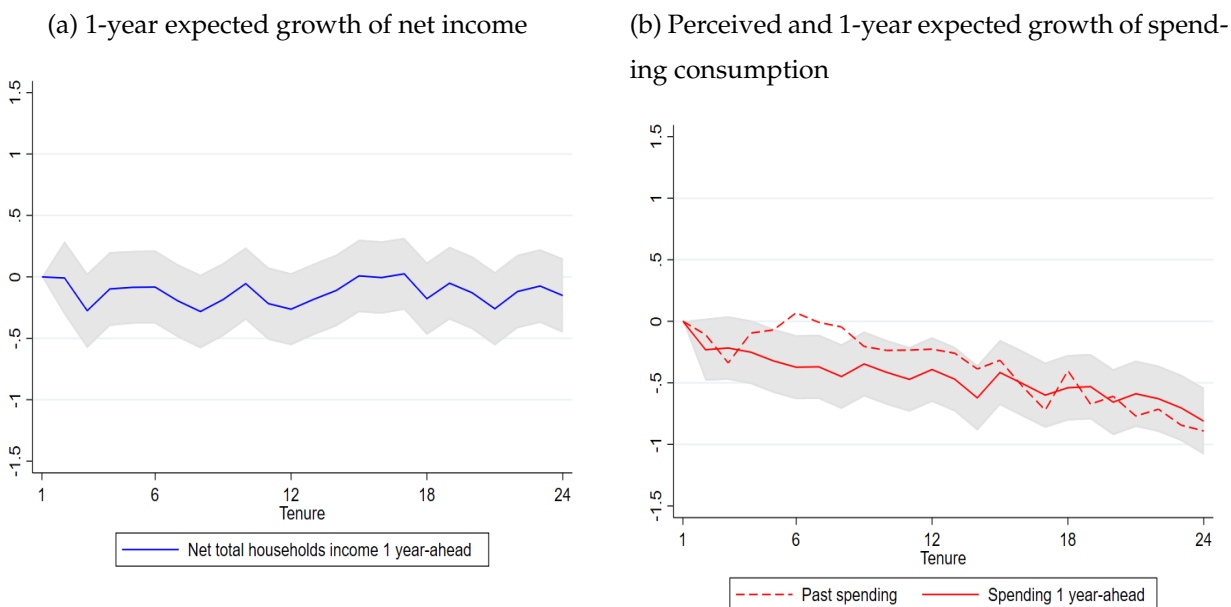 (a) 1-year expected growth of net income
1.5
1
.5
0
-.5
-1
-1.5
1 6 12 18 24
Tenure
Net total households income 1 year-ahead
(b) Perceived and 1-year expected growth of spend-
ing consumption
1.5
1
.5
0
-.5
-1
-1.5
1 6 12 18 24
Tenure
Past spending Spending 1 year-ahead